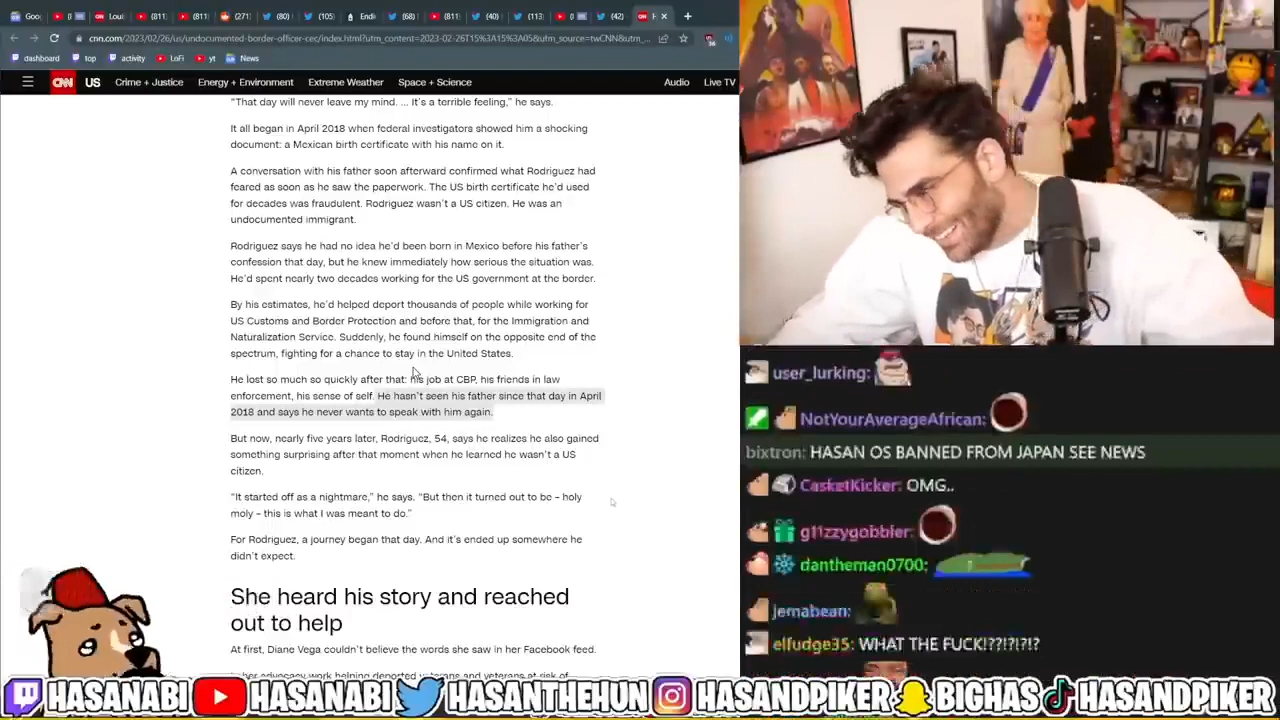 Goo
(811
Loui
(811
(811
(271
(80)
(105
Endi
(68)
(811
(40)
(113
(42)
cnn.com/2023/02/26/us/undocumented-border-officer-cec/index.html?utm_content=2023-02-26T15%3A15%3A05&utm_source=twCNN&utm_...
dashboard
top
activity
LoFi
yt
News
CNN US Crime + Justice Energy + Environment Extreme Weather Space + Science Audio Live TV
"That day will never leave my mind. ... It's a terrible feeling," he says.
It all began in April 2018 when federal investigators showed him a shocking
document: a Mexican birth certificate with his name on it.
A conversation with his father soon afterward confirmed what Rodriguez had
feared as soon as he saw the paperwork. The US birth certificate he'd used
for decades was fraudulent. Rodriguez wasn't a US citizen. He was an
undocumented immigrant.
Rodriguez says he had no idea he'd been born in Mexico before his father's
confession that day, but he knew immediately how serious the situation was.
He'd spent nearly two decades working for the US government at the border.
By his estimates, he'd helped deport thousands of people while working for
US Customs and Border Protection and before that, for the Immigration and
Naturalization Service. Suddenly, he found himself on the opposite end of the
spectrum, fighting for a chance to stay in the United States.
He lost so much so quickly after that: his job at CBP, his friends in law
enforcement, his sense of self. He hasn't seen his father since that day in April
2018 and says he never wants to speak with him again.
But now, nearly five years later, Rodriguez, 54, says he realizes he also gained
something surprising after that moment when he learned he wasn't a US
citizen.
"It started off as a nightmare," he says. "But then it turned out to be – holy
moly – this is what I was meant to do."
For Rodriguez, a journey began that day. And it's ended up somewhere he
didn't expect.
She heard his story and reached
out to help
At first, Diane Vega couldn't believe the words she saw in her Facebook feed.
user_lurking:
NotYourAverageAfrican:
bixtron: HASAN OS BANNED FROM JAPAN SEE NEWS
CasketKicker: OMG..
g11zzygobbler:
dantheman0700:
jemabean:
elfudge35: WHAT THE FUCK!??!?!?!?
HASANABI HASANABI HASANTHEHUN HASANDPIKER BIGHAS HASANDPIKER